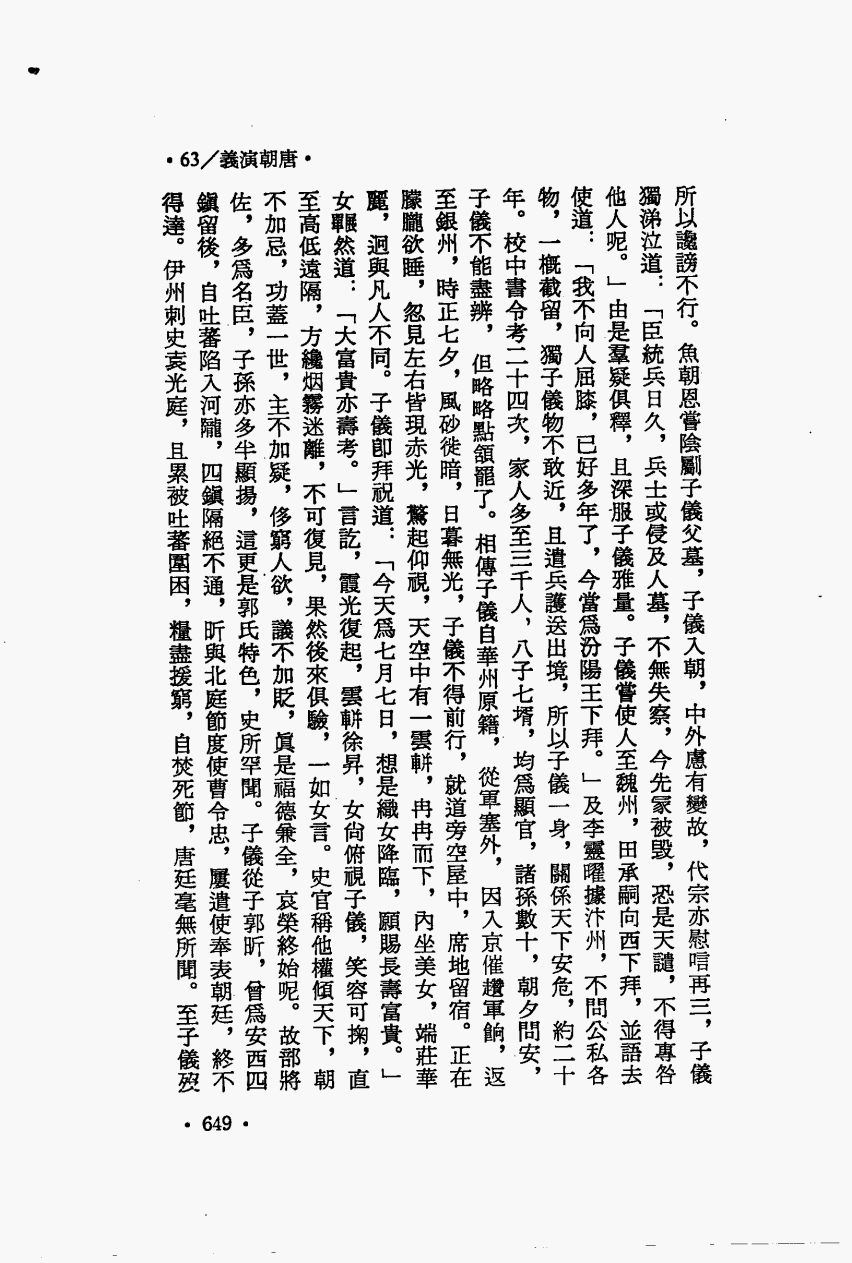 ·63/義演朝唐·
所以讒謗不行。魚朝恩嘗陰劚子儀父墓，子儀入朝，中外慮有變故，代宗亦慰唁再三，子儀
獨涕泣道：「臣統兵日久，兵士或侵及人墓，不無失察，今先冢被毀，恐是天譴，不得專咎
他人呢。」由是羣疑俱釋，且深服子儀雅量。子儀嘗使人至魏州，田承嗣向西下拜，並語去
使道：「我不向人屈膝，已好多年了，今當爲汾陽王下拜。」及李靈曜據汴州，不問公私各
物，一槪截留，獨子儀物不敢近，且遣兵護送出境，所以子儀一身，關係天下安危，約二十
年。校中書令考二十四次，家人多至三千人，八子七壻，均爲顯官，諸孫數十，朝夕問安，
子儀不能盡辨，但略略點頷罷了。相傳子儀自華州原籍，從軍塞外，因入京催趲軍餉，返
至銀州，時正七夕，風砂徙暗，日暮無光，子儀不得前行，就道旁空屋中，席地留宿。正在
朦朧欲睡，忽見左右皆現赤光，驚起仰視，天空中有一雲軿，冉冉而下，內坐美女，端莊華
麗，迥與凡人不同。子儀卽拜祝道：「今天爲七月七日，想是織女降臨，願賜長壽富貴。」
女囅然道：「大富貴亦壽考。」言訖，霞光復起，雲軿徐昇，女尙俯視子儀，笑容可掬，直
至高低遠隔，方纔烟霧迷離，不可復見，果然後來俱驗，一如女言。史官稱他權傾天下，朝
不加忌，功蓋一世，主不加疑，侈窮人欲，議不加貶，眞是福德兼全，哀榮終始呢。故部將
佐，多爲名臣，子孫亦多半顯揚，這更是郭氏特色，史所罕聞。子儀從子郭昕，曾爲安西四
鎭留後，自吐蕃陷入河隴，四鎭隔絕不通，昕與北庭節度使曹令忠，屢遣使奉表朝廷，終不
得達。伊州刺史袁光庭，且累被吐蕃圍困，糧盡援窮，自焚死節，唐廷毫無所聞。至子儀歿
·649·